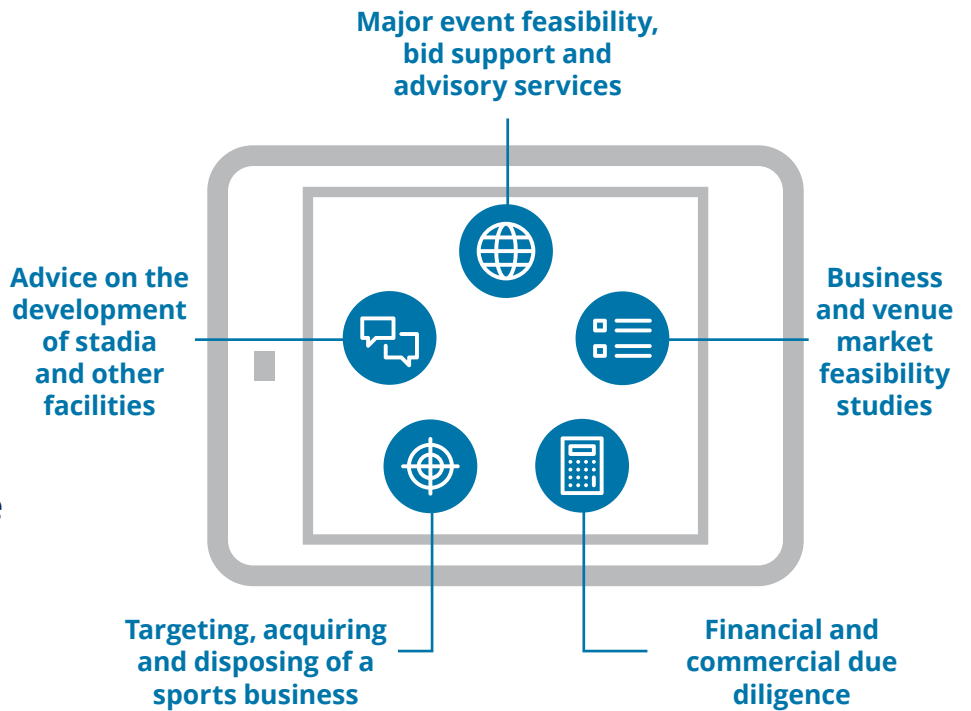 Major event feasibility,
bid support and
advisory services
Advice on the
development
of stadia
and other
facilities
Business
and venue
market
feasibility
studies
Targeting, acquiring
and disposing of a
sports business
Financial and
commercial due
diligence